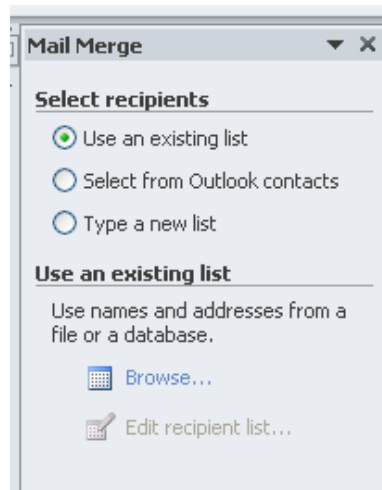 Mail Merge
Select recipients
Use an existing list
Select from Outlook contacts
Type a new list
Use an existing list
Use names and addresses from a
file or a database.
Browse...
Edit recipient list...